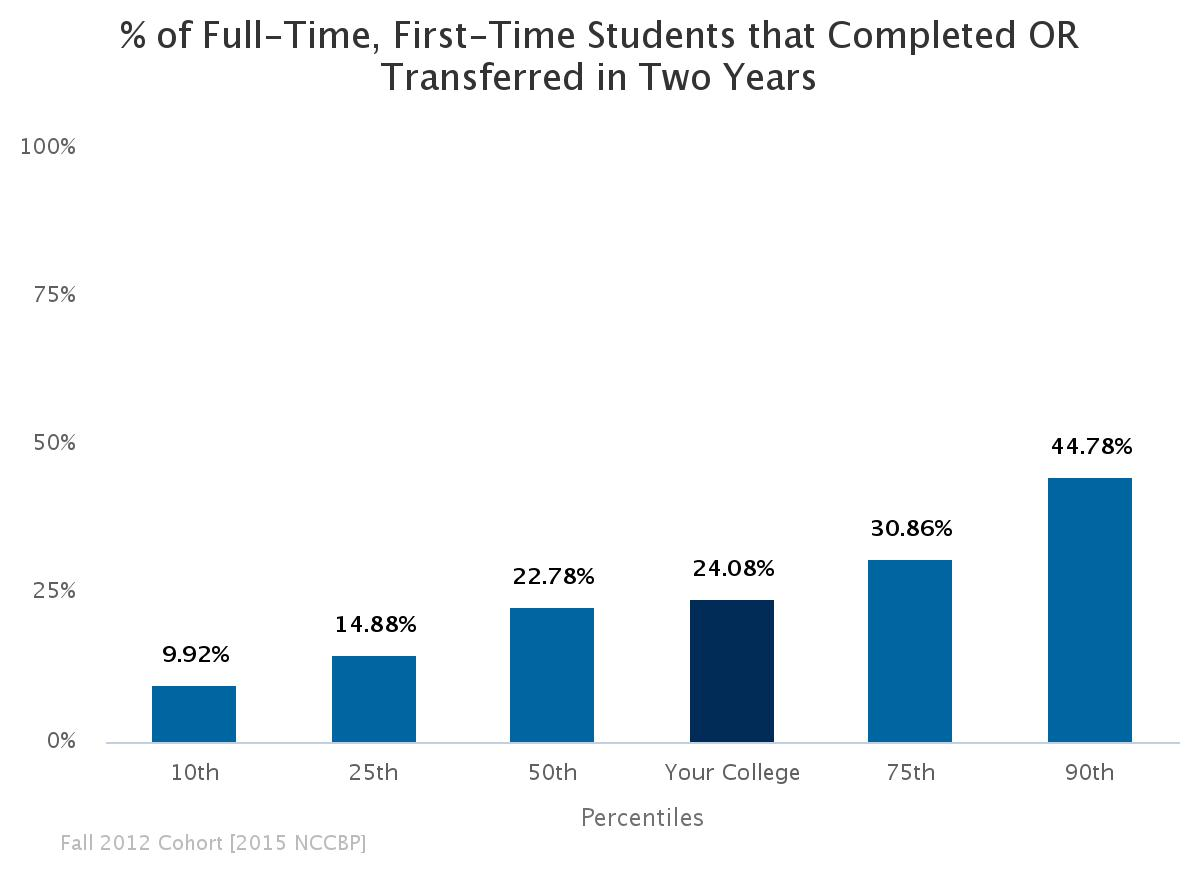 % of Full-Time, First-Time Students that Completed OR
Transferred in Two Years
100%
75%
50%
25%
0%
9.92%
14.88%
22.78%
24.08%
30.86%
44.78%
10th
25th
50th
Your College
75th
90th
Percentiles
Fall 2012 Cohort [2015 NCCBP]